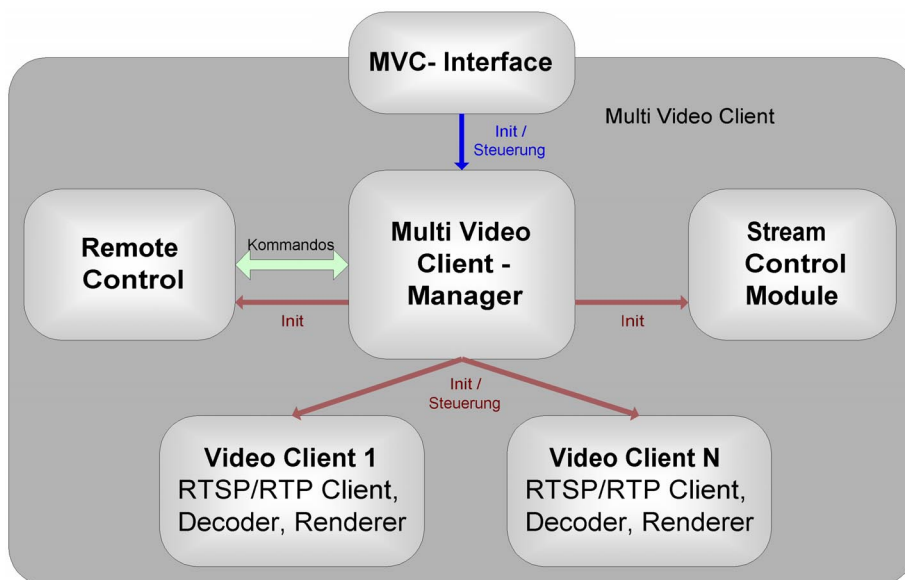 MVC- Interface
Multi Video Client
Init /
Steuerung
Remote
Control
Kommandos
Multi Video
Client -
Manager
Stream
Control
Module
Init
Init
Init /
Steuerung
Video Client 1
RTSP/RTP Client,
Decoder, Renderer
Video Client N
RTSP/RTP Client,
Decoder, Renderer